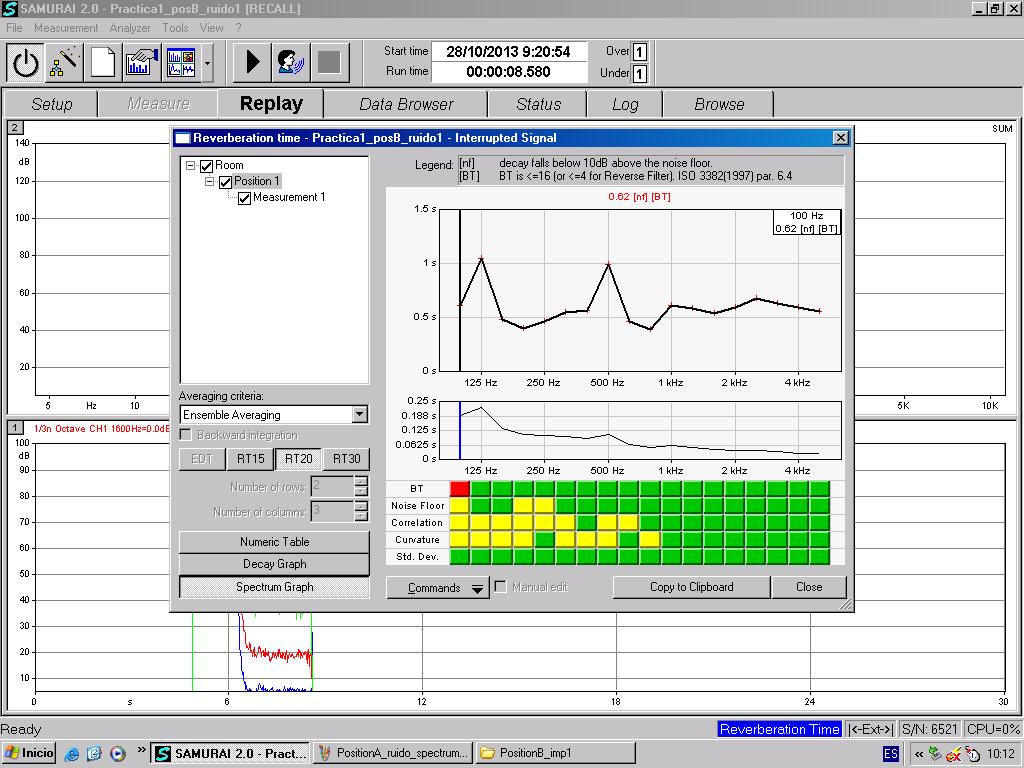 SAMURAI 2.0 - Practica1_posB_ruido1 [RECALL]
File Measurement Analyzer Tools View ?
Start time 28/10/2013 9:20:54 Over 1
Run time 00:00:08.580 Under 1
Setup Measure Replay Data Browser Status Log Browse
2
SUM
140
dB
120
100
80
60
40
20
5 Hz 10 5K 10K
Reverberation time - Practica1_posB_ruido1 - Interrupted Signal
Room
Position 1
Measurement 1
Averaging criteria:
Ensemble Averaging
Backward integration
EDT RT15 RT20 RT30
Number of rows: 2
Number of columns: 3
Numeric Table
Decay Graph
Spectrum Graph
Legend: [nf] decay falls below 10dB above the noise floor.
[BT] BT is <=16 (or <=4 for Reverse Filter). ISO 3382(1997) par. 6.4
0.62 [nf] [BT]
100 Hz
0.62 [nf] [BT]
1.5 s
1 s
0.5 s
0 s
125 Hz 250 Hz 500 Hz 1 kHz 2 kHz 4 kHz
0.25 s
0.188 s
0.125 s
0.0625 s
0 s
125 Hz 250 Hz 500 Hz 1 kHz 2 kHz 4 kHz
BT
Noise Floor
Correlation
Curvature
Std. Dev.
Commands Manual edit Copy to Clipboard Close
1
1/3n Octave CH1 1600Hz=0.0dB
100
dB
90
80
70
60
50
40
30
20
10
0 s 6 12 18 24 30
Ready Reverberation Time |<-Ext->| S/N: 6521 CPU=0%
Inicio » SAMURAI 2.0 - Pract... PositionA_ruido_spectrum... PositionB_imp1 ES « 10:12